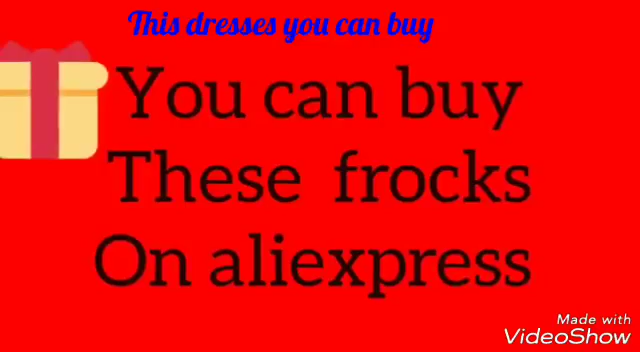 This dresses you can buy
You can buy
These frocks
On aliexpress
Made with
VideoShow